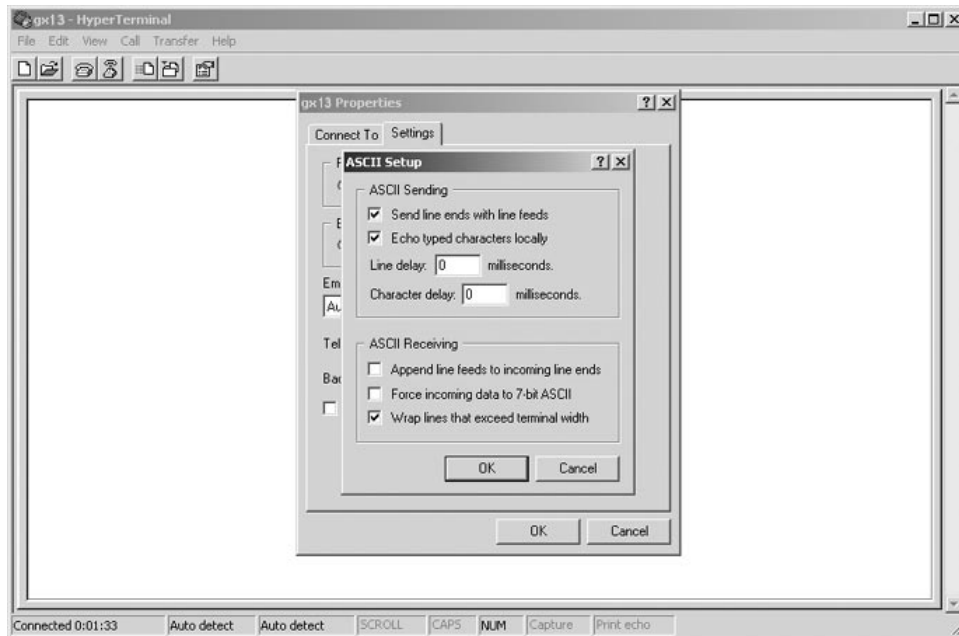 gx13 - HyperTerminal
File Edit View Call Transfer Help
gx13 Properties
Connect To Settings
ASCII Setup
ASCII Sending
Send line ends with line feeds
Echo typed characters locally
Line delay: 0 milliseconds.
Em
Character delay: 0 milliseconds.
Au
Tel
ASCII Receiving
Append line feeds to incoming line ends
Bac
Force incoming data to 7-bit ASCII
Wrap lines that exceed terminal width
OK Cancel
OK Cancel
Connected 0:01:33 Auto detect Auto detect SCROLL CAPS NUM Capture Print echo